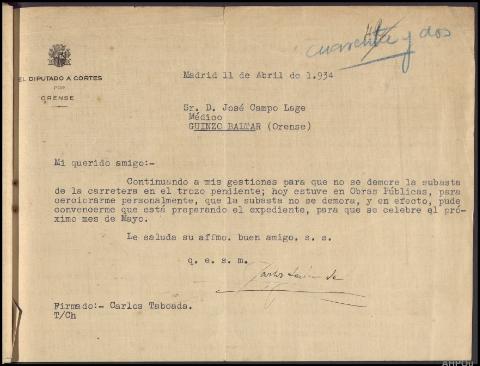 cuarenta y dos
EL DIPUTADO A CORTES
POR
ORENSE
Madrid 11 de Abril de 1.934
Sr. D. José Campo Lage
Médico
GUINZO BALTAR (Orense)
Mi querido amigo:-
Continuando mis gestiones para que no se demore la subasta
de la carretera en el trozo pendiente; hoy estuve en Obras Públicas, para
cerciorarme personalmente, que la subasta no se demora, y en efecto, pude
convencerme que está preparando el expediente, para que se celebre el pró-
ximo mes de Mayo.
Le saluda su affmo. buen amigo. s. s.
q. e. s. m.
Firmado:- Carlos Taboada.
T/Ch
AHPOU